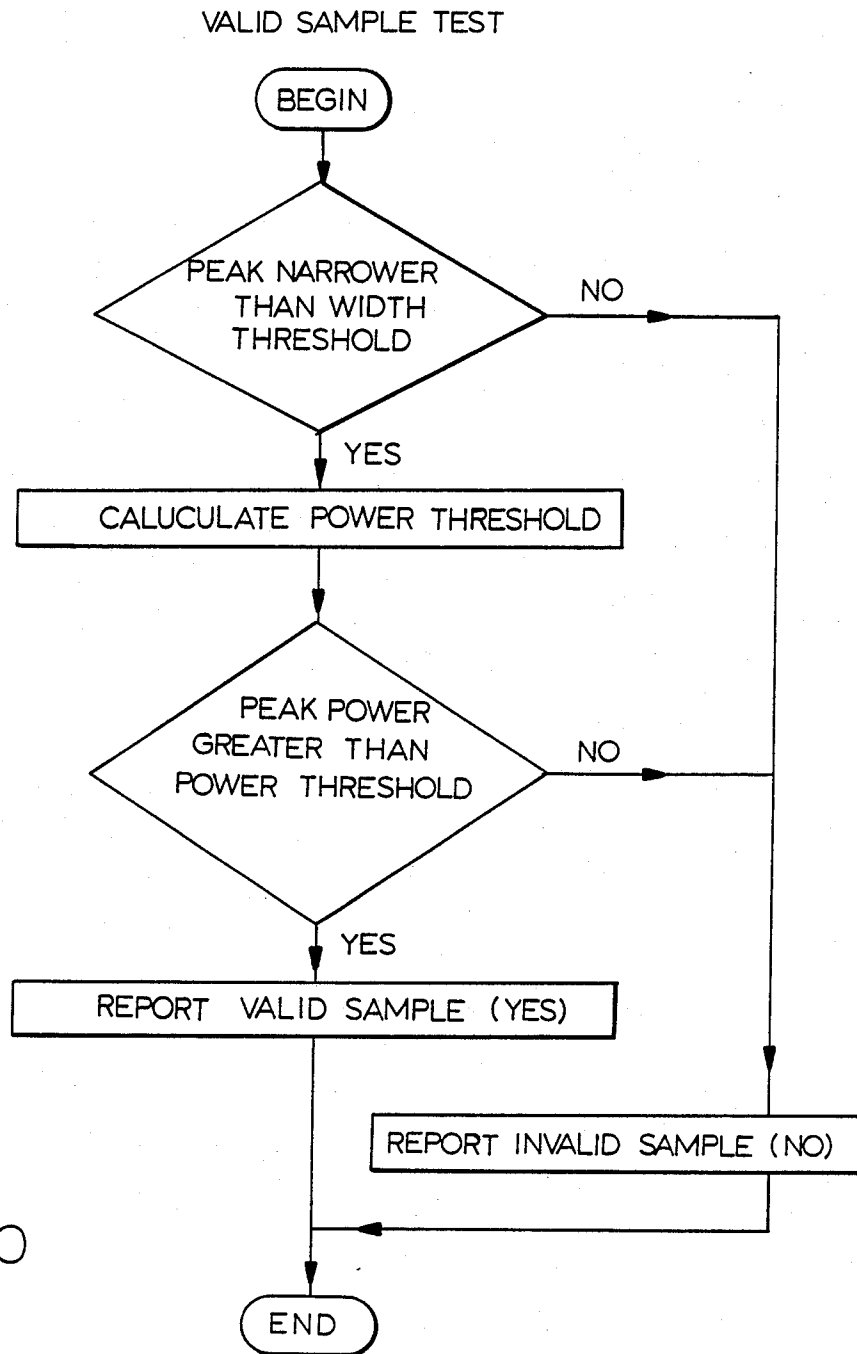 VALID SAMPLE TEST
BEGIN
PEAK NARROWER
THAN WIDTH
THRESHOLD
NO
YES
CALUCULATE POWER THRESHOLD
PEAK POWER
GREATER THAN
POWER THRESHOLD
NO
YES
REPORT VALID SAMPLE (YES)
REPORT INVALID SAMPLE (NO)
END